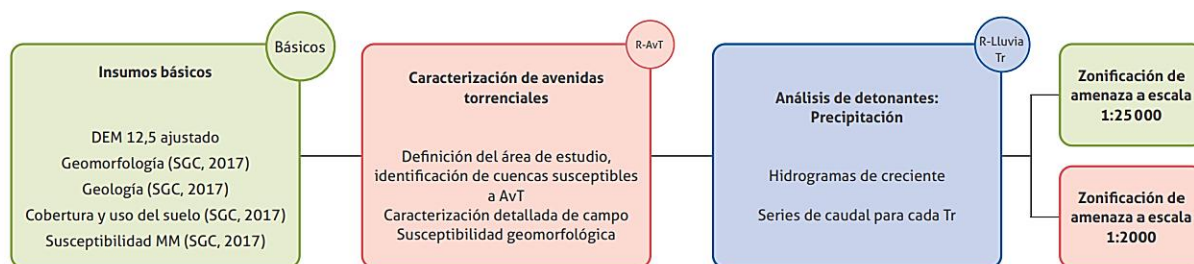 Básicos
Insumos básicos
DEM 12,5 ajustado
Geomorfología (SGC, 2017)
Geología (SGC, 2017)
Cobertura y uso del suelo (SGC, 2017)
Susceptibilidad MM (SGC, 2017)
R-AvT
Caracterización de avenidas
torrenciales
Definición del área de estudio,
identificación de cuencas susceptibles
a AvT
Caracterización detallada de campo
Susceptibilidad geomorfológica
R-Lluvia
Tr
Análisis de detonantes:
Precipitación
Hidrogramas de creciente
Series de caudal para cada Tr
Zonificación de
amenaza a escala
1:25 000
Zonificación de
amenaza a escala
1:2000